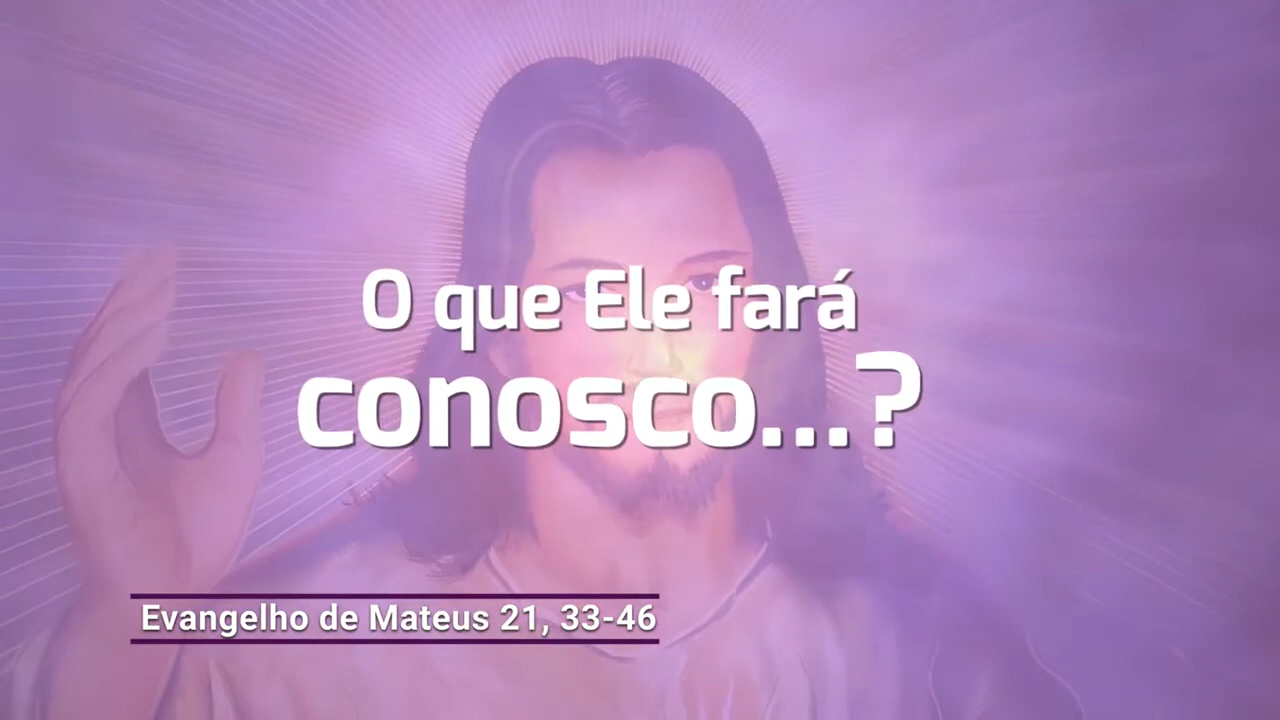 O que Ele fará
conosco...?
Evangelho de Mateus 21, 33-46